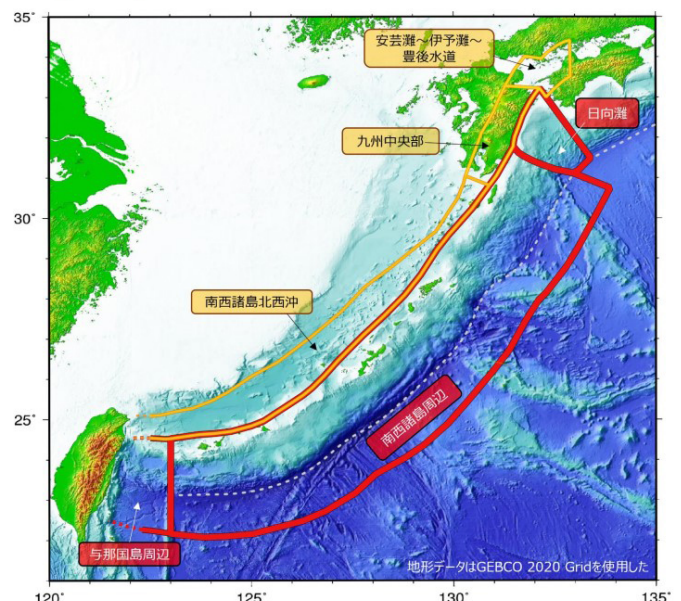 35°
安芸灘～伊予灘～
豊後水道
日向灘
九州中央部
30°
南西諸島北西沖
25°
南西諸島周辺
与那国島周辺
地形データはGEBCO 2020 Gridを使用した
120°
125°
130°
135°